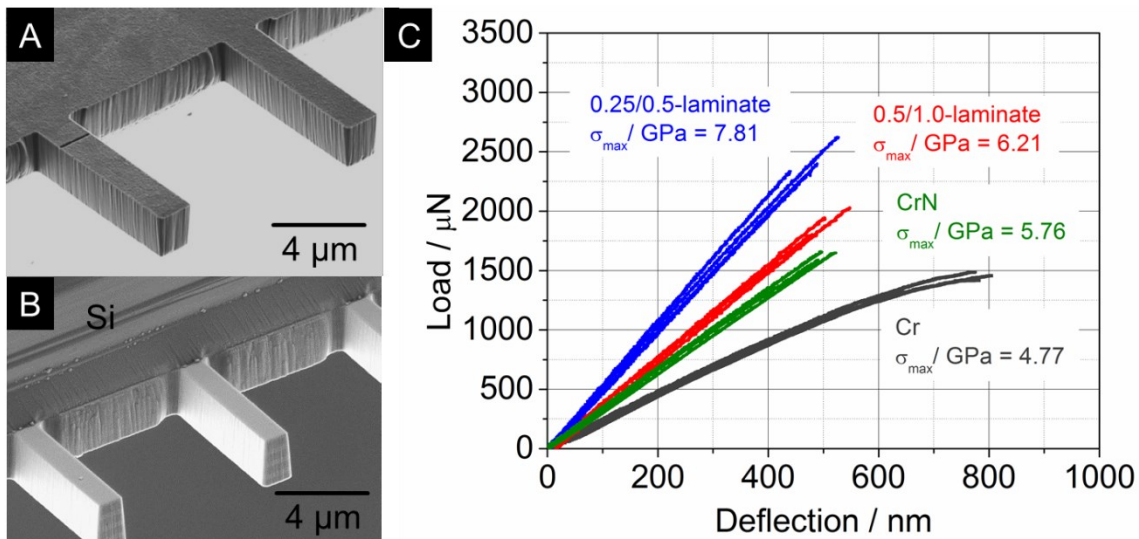 A
4 µm
B
Si
4 µm
C
3500
3000
2500
2000
1500
1000
500
0
Load / µN
0.25/0.5-laminate
σmax/ GPa = 7.81
0.5/1.0-laminate
σmax/ GPa = 6.21
CrN
σmax/ GPa = 5.76
Cr
σmax/ GPa = 4.77
0 200 400 600 800 1000
Deflection / nm